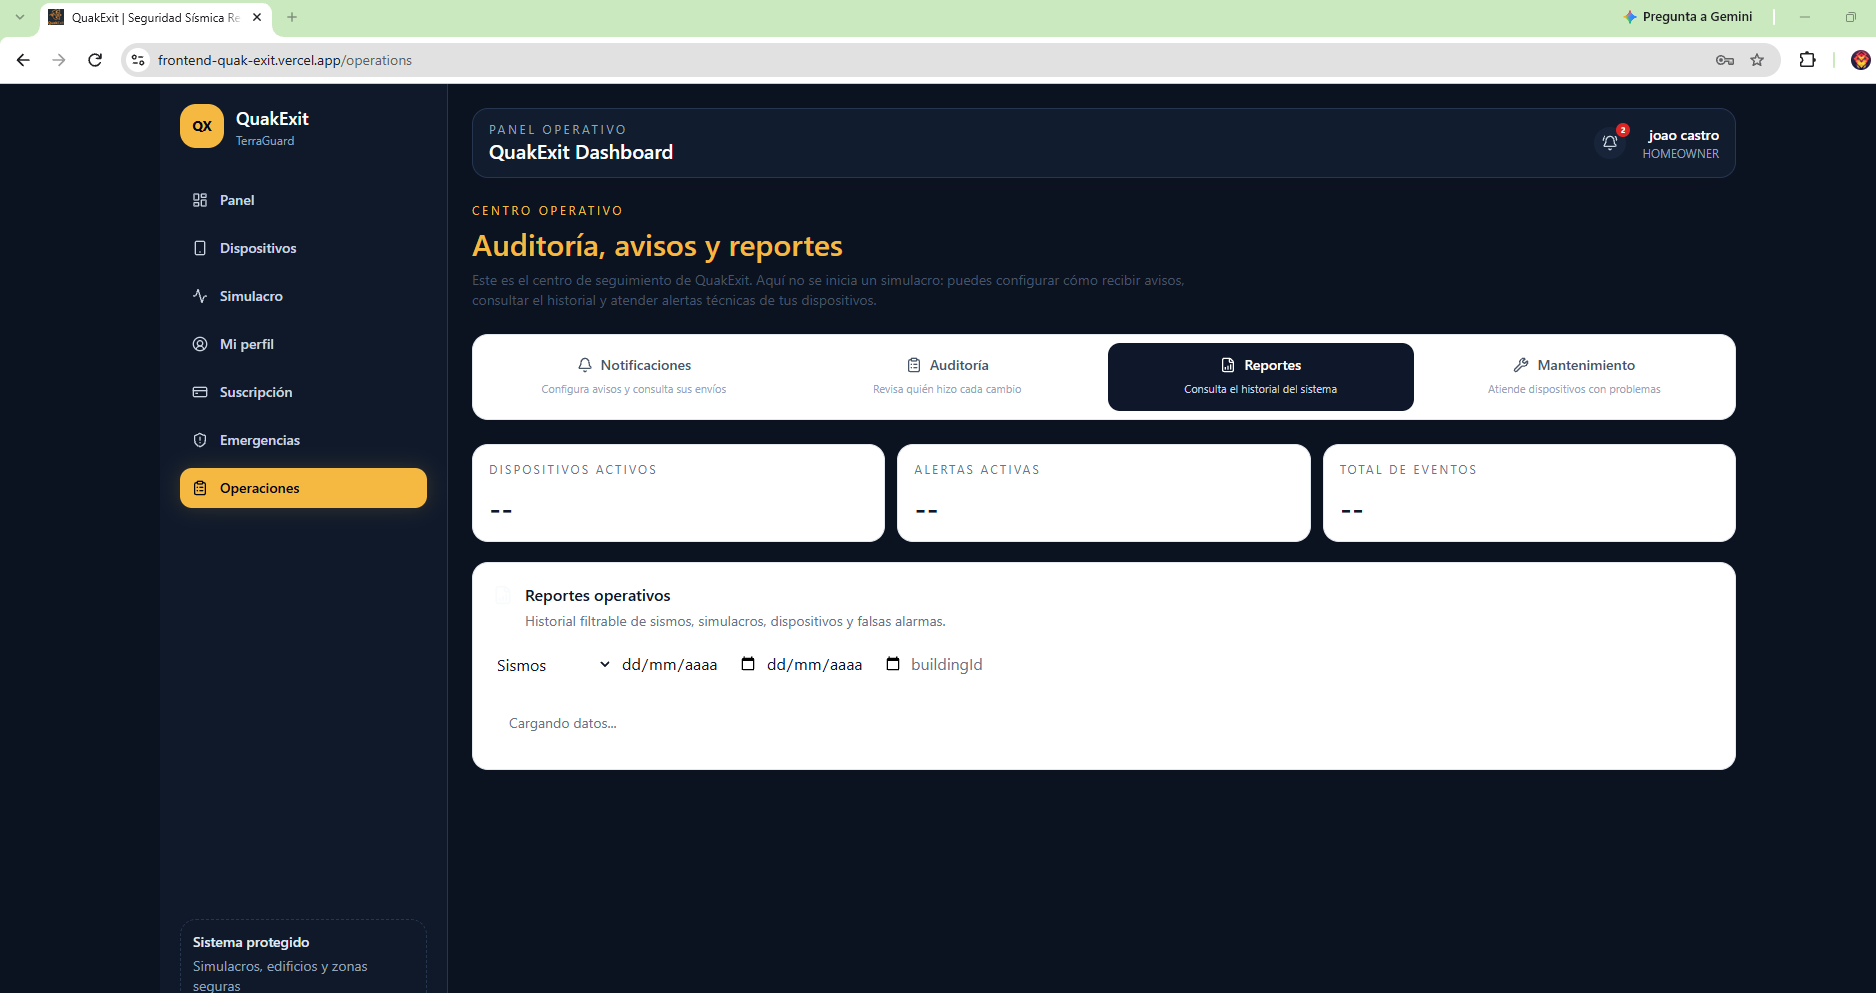 QuakExit | Seguridad Sísmica Re
Pregunta a Gemini
frontend-quak-exit.vercel.app/operations
QX
QuakExit
TerraGuard
Panel
Dispositivos
Simulacro
Mi perfil
Suscripción
Emergencias
Operaciones
Sistema protegido
Simulacros, edificios y zonas
seguras
PANEL OPERATIVO
QuakExit Dashboard
2
joao castro
HOMEOWNER
CENTRO OPERATIVO
Auditoría, avisos y reportes
Este es el centro de seguimiento de QuakExit. Aquí no se inicia un simulacro: puedes configurar cómo recibir avisos,
consultar el historial y atender alertas técnicas de tus dispositivos.
Notificaciones
Configura avisos y consulta sus envíos
Auditoría
Revisa quién hizo cada cambio
Reportes
Consulta el historial del sistema
Mantenimiento
Atiende dispositivos con problemas
DISPOSITIVOS ACTIVOS
--
ALERTAS ACTIVAS
--
TOTAL DE EVENTOS
--
Reportes operativos
Historial filtrable de sismos, simulacros, dispositivos y falsas alarmas.
Sismos dd/mm/aaaa dd/mm/aaaa buildingId
Cargando datos...